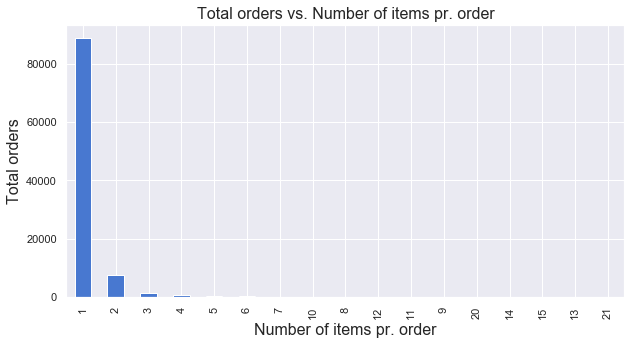 Total orders vs. Number of items pr. order
Total orders
80000
60000
40000
20000
0
1 2 3 4 5 6 7 10 8 12 11 9 20 14 15 13 21
Number of items pr. order